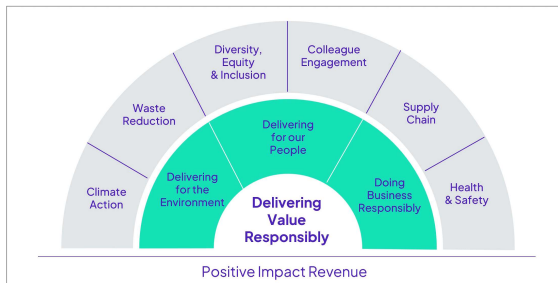 Diversity,
Equity
& Inclusion
Colleague
Engagement
Waste
Reduction
Supply
Chain
Climate
Action
Health
& Safety
Delivering
for the
Environment
Delivering
for our
People
Doing
Business
Responsibly
Delivering
Value
Responsibly
Positive Impact Revenue